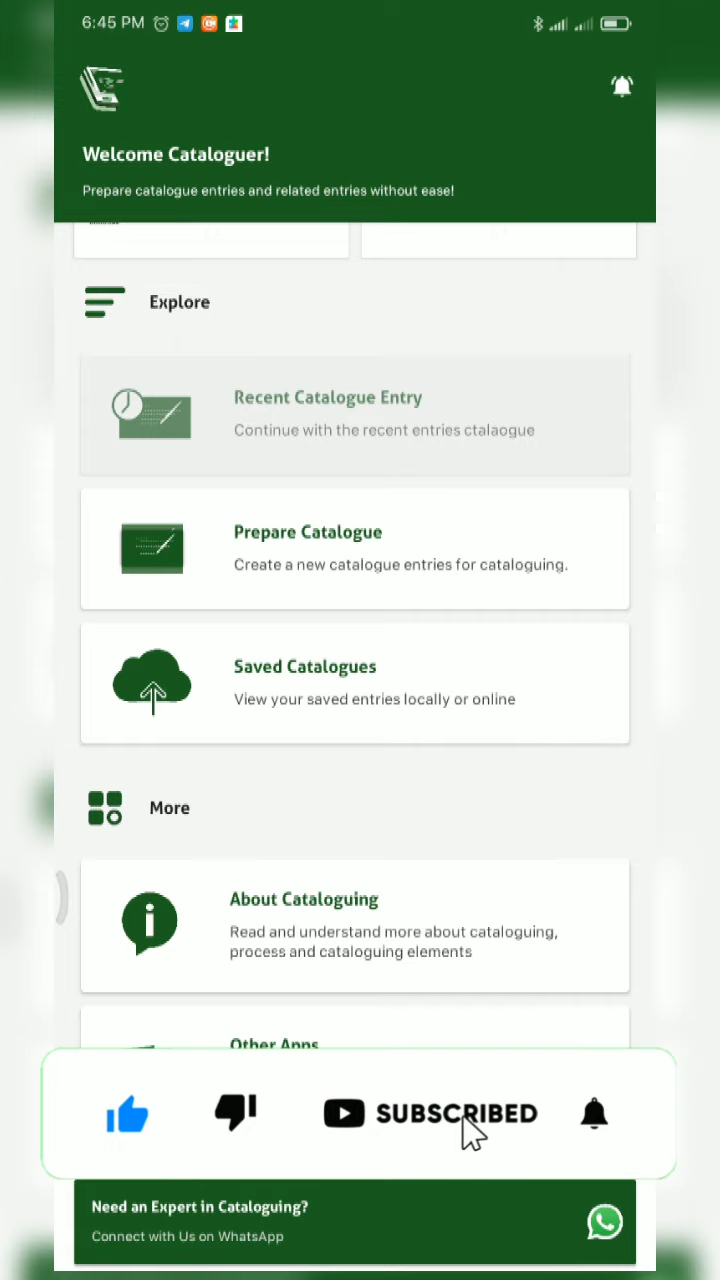 6:45 PM
Welcome Cataloguer!
Prepare catalogue entries and related entries without ease!
Explore
Recent Catalogue Entry
Continue with the recent entries ctalaogue
Prepare Catalogue
Create a new catalogue entries for cataloguing.
Saved Catalogues
View your saved entries locally or online
More
About Cataloguing
Read and understand more about cataloguing,
process and cataloguing elements
Other Apps
SUBSCRIBED
Need an Expert in Cataloguing?
Connect with Us on WhatsApp